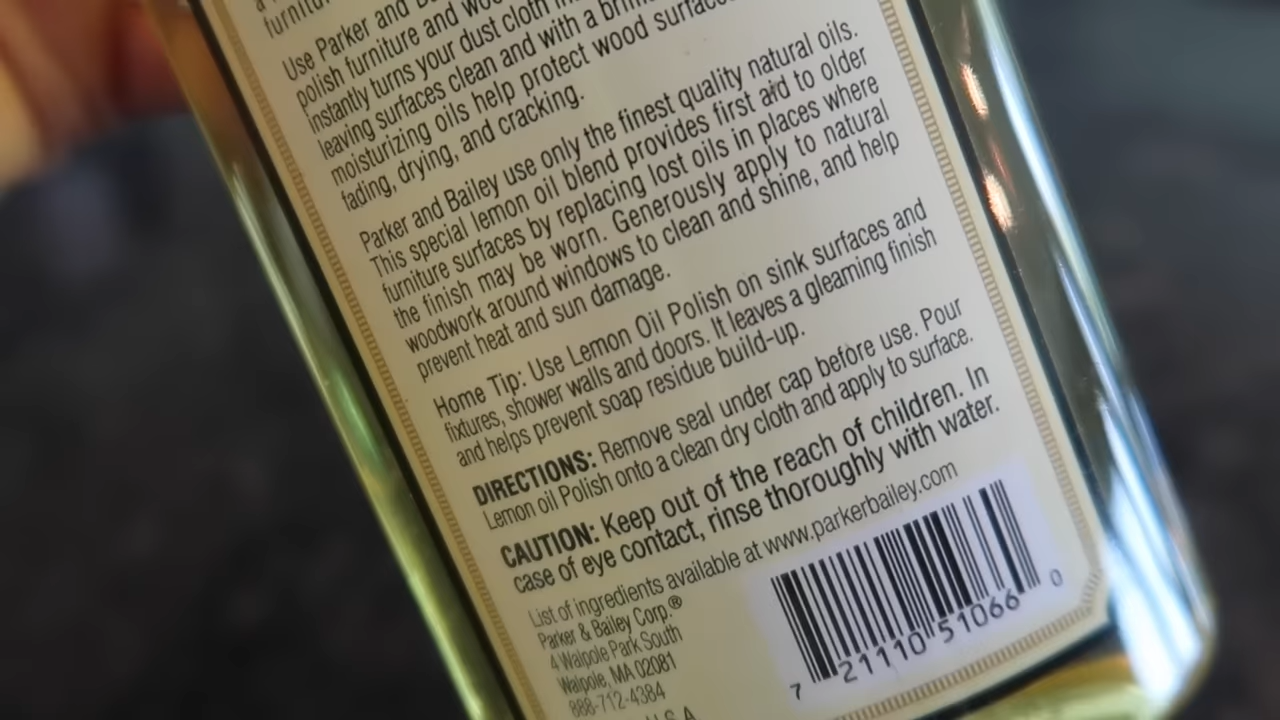 furnitur
Use Parker and
polish furniture and
instantly turns your dust cloth
leaving surfaces clean and with a
moisturizing oils help protect wood surfaces
fading, drying, and cracking.
Parker and Bailey use only the finest quality natural oils.
This special lemon oil blend provides first aid to older
furniture surfaces by replacing lost oils in places where
the finish may be worn. Generously apply to natural
woodwork around windows to clean and shine, and help
prevent heat and sun damage.
Home Tip: Use Lemon Oil Polish on sink surfaces and
fixtures, shower walls and doors. It leaves a gleaming finish
and helps prevent soap residue build-up.
DIRECTIONS: Remove seal under cap before use. Pour
Lemon oil Polish onto a clean dry cloth and apply to surface.
CAUTION: Keep out of the reach of children. In
case of eye contact, rinse thoroughly with water.
List of ingredients available at www.parkerbailey.com
Parker & Bailey Corp.®
4 Walpole Park South
Walpole, MA 02081
888-712-4384
U.S.A
7 21110 51066 0